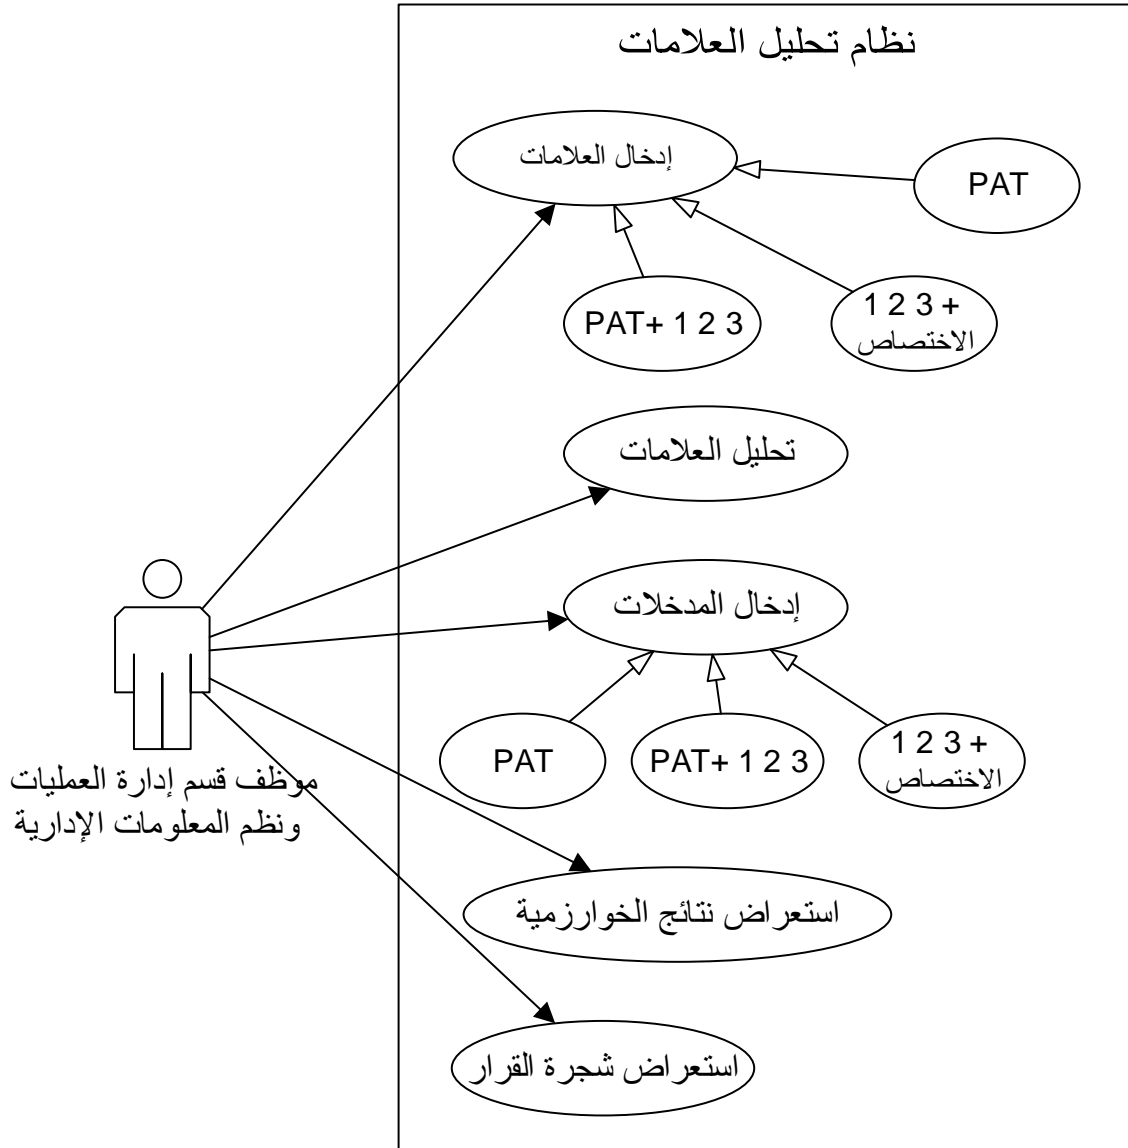 نظام تحليل العلامات
إدخال العلامات
PAT
PAT+ 1 2 3
1 2 3 +
الاختصاص
تحليل العلامات
إدخال المدخلات
PAT
PAT+ 1 2 3
1 2 3 +
الاختصاص
موظف قسم إدارة العمليات
ونظم المعلومات الإدارية
استعراض نتائج الخوارزمية
استعراض شجرة القرار